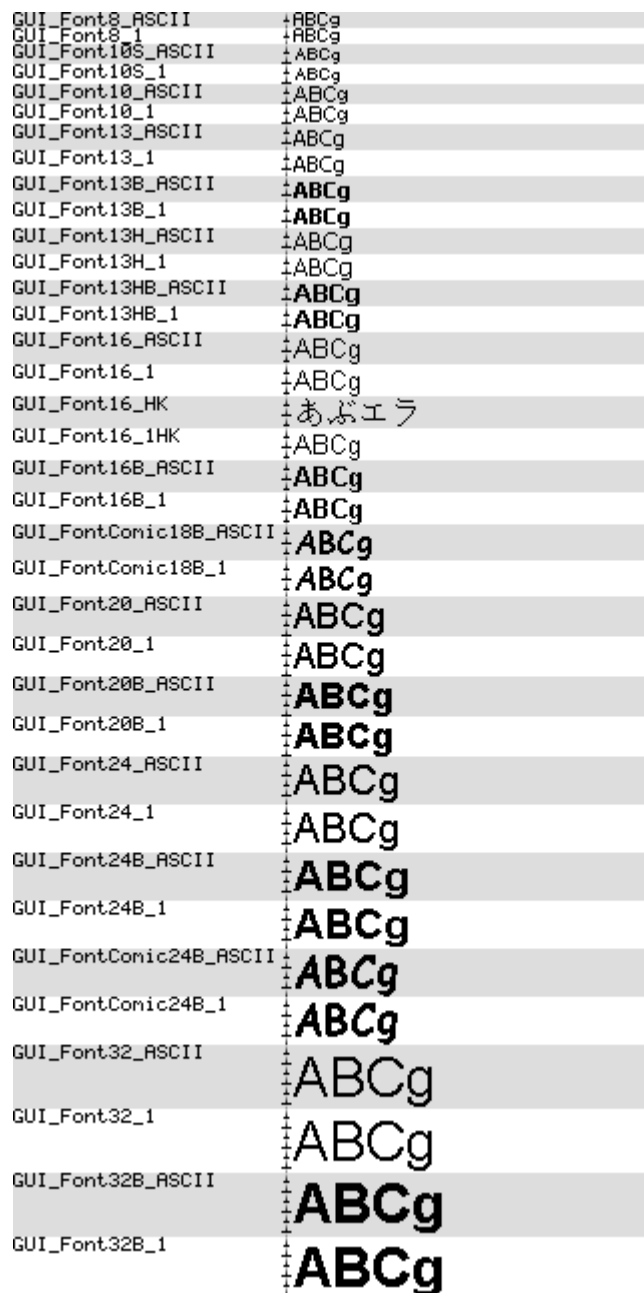 GUI_Font8_ASCII ABCg
GUI_Font8_1 ABCg
GUI_Font10S_ASCII ABCg
GUI_Font10S_1 ABCg
GUI_Font10_ASCII ABCg
GUI_Font10_1 ABCg
GUI_Font13_ASCII ABCg
GUI_Font13_1 ABCg
GUI_Font13B_ASCII ABCg
GUI_Font13B_1 ABCg
GUI_Font13H_ASCII ABCg
GUI_Font13H_1 ABCg
GUI_Font13HB_ASCII ABCg
GUI_Font13HB_1 ABCg
GUI_Font16_ASCII ABCg
GUI_Font16_1 ABCg
GUI_Font16_HK あぶエラ
GUI_Font16_1HK ABCg
GUI_Font16B_ASCII ABCg
GUI_Font16B_1 ABCg
GUI_FontComic18B_ASCII ABCg
GUI_FontComic18B_1 ABCg
GUI_Font20_ASCII ABCg
GUI_Font20_1 ABCg
GUI_Font20B_ASCII ABCg
GUI_Font20B_1 ABCg
GUI_Font24_ASCII ABCg
GUI_Font24_1 ABCg
GUI_Font24B_ASCII ABCg
GUI_Font24B_1 ABCg
GUI_FontComic24B_ASCII ABCg
GUI_FontComic24B_1 ABCg
GUI_Font32_ASCII ABCg
GUI_Font32_1 ABCg
GUI_Font32B_ASCII ABCg
GUI_Font32B_1 ABCg